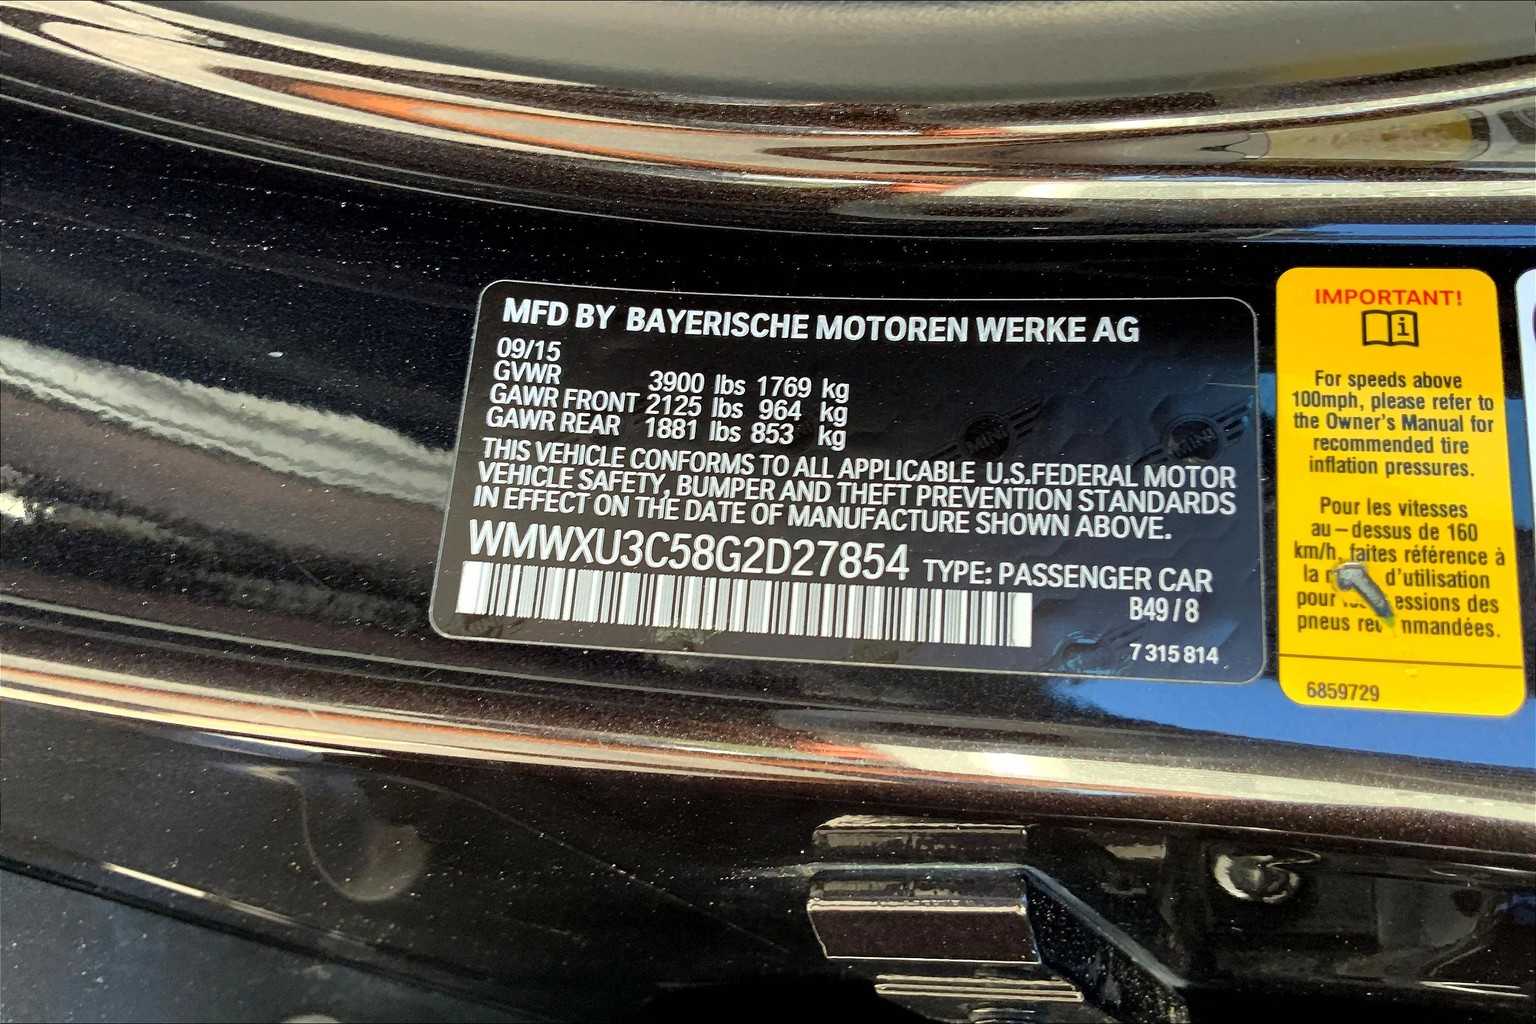 MFD BY BAYERISCHE MOTOREN WERKE AG
09/15
GVWR 3900 lbs 1769 kg
GAWR FRONT 2125 lbs 964 kg
GAWR REAR 1881 lbs 853 kg
THIS VEHICLE CONFORMS TO ALL APPLICABLE U.S.FEDERAL MOTOR
VEHICLE SAFETY, BUMPER AND THEFT PREVENTION STANDARDS
IN EFFECT ON THE DATE OF MANUFACTURE SHOWN ABOVE.
WMWXU3C58G2D27854 TYPE: PASSENGER CAR
B49 / 8
7 315 814
MINI
MINI
IMPORTANT!
For speeds above
100mph, please refer to
the Owner's Manual for
recommended tire
inflation pressures.
Pour les vitesses
au-dessus de 160
km/h, faites référence à
la d'utilisation
pour essions des
pneus mmandées.
6859729